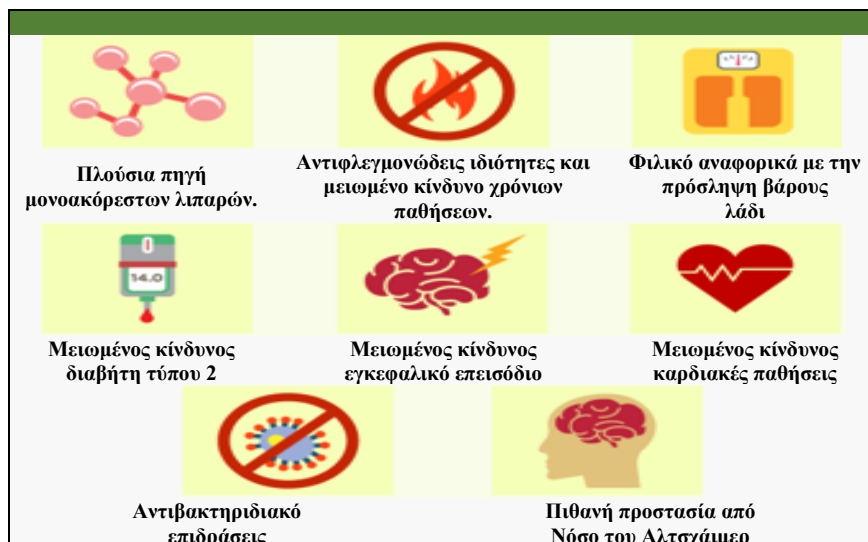 Πλούσια πηγή
μονοακόρεστων λιπαρών.
Αντιφλεγμονώδεις ιδιότητες και
μειωμένο κίνδυνο χρόνιων
παθήσεων.
Φιλικό αναφορικά με την
πρόσληψη βάρους
λάδι
14.0
Μειωμένος κίνδυνος
διαβήτη τύπου 2
Μειωμένος κίνδυνος
εγκεφαλικό επεισόδιο
Μειωμένος κίνδυνος
καρδιακές παθήσεις
Αντιβακτηριδιακό
επιδράσεις
Πιθανή προστασία από
Νόσο του Αλτσχάιμερ